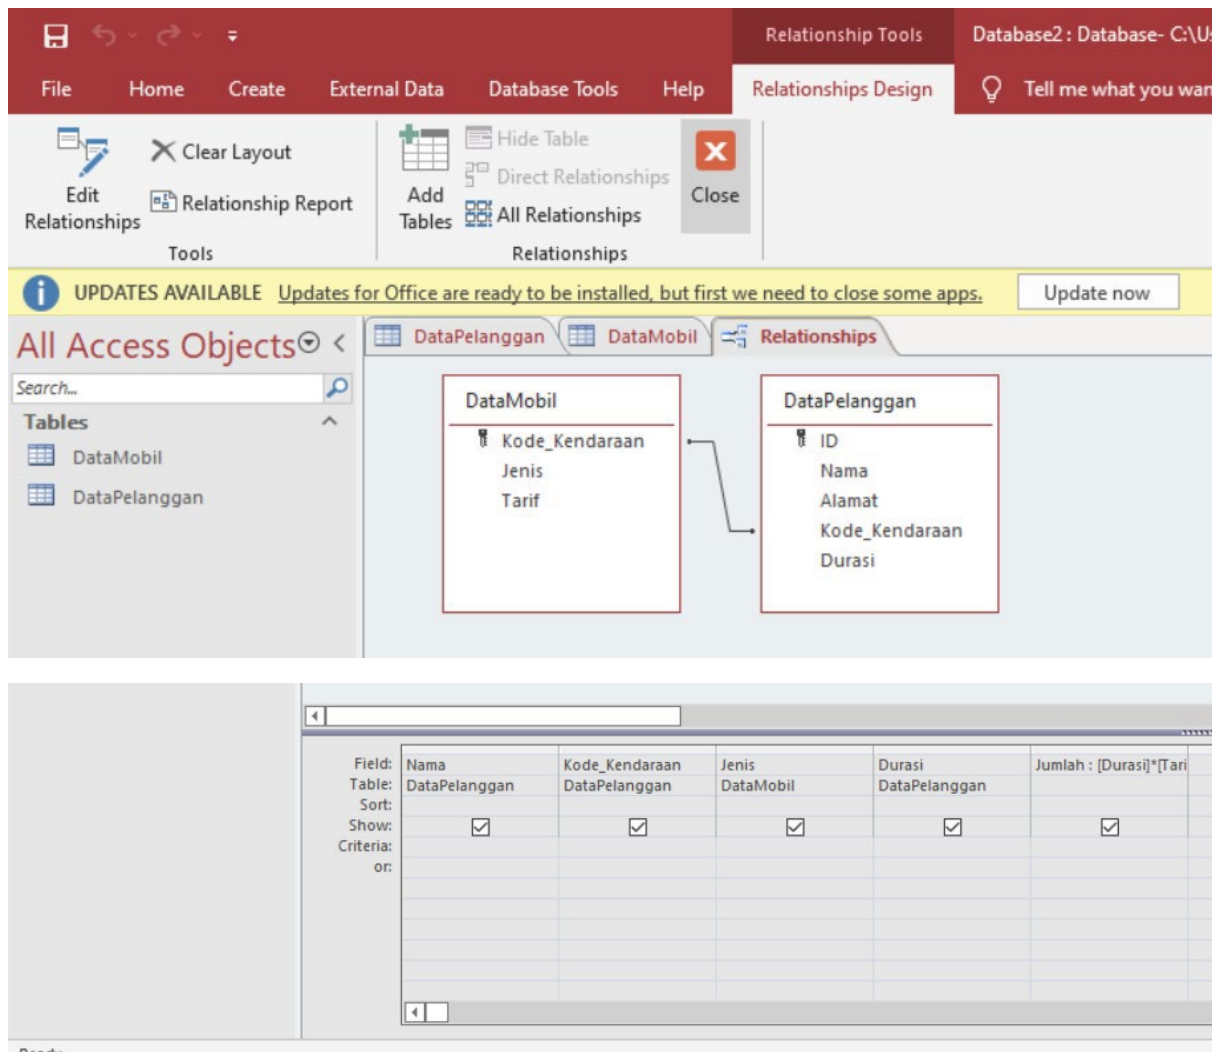 Relationship Tools
Database2 : Database- C:\Us
File Home Create External Data Database Tools Help Relationships Design Tell me what you wan
Edit Relationships
Clear Layout
Relationship Report
Tools
Add Tables
Hide Table
Direct Relationships
All Relationships
Close
Relationships
UPDATES AVAILABLE Updates for Office are ready to be installed, but first we need to close some apps. Update now
All Access Objects
Search...
Tables
DataMobil
DataPelanggan
DataPelanggan DataMobil Relationships
DataMobil
Kode_Kendaraan
Jenis
Tarif
DataPelanggan
ID
Nama
Alamat
Kode_Kendaraan
Durasi
Field: Nama Kode_Kendaraan Jenis Durasi Jumlah : [Durasi]*[Tari
Table: DataPelanggan DataPelanggan DataMobil DataPelanggan
Sort:
Show:
Criteria:
or: